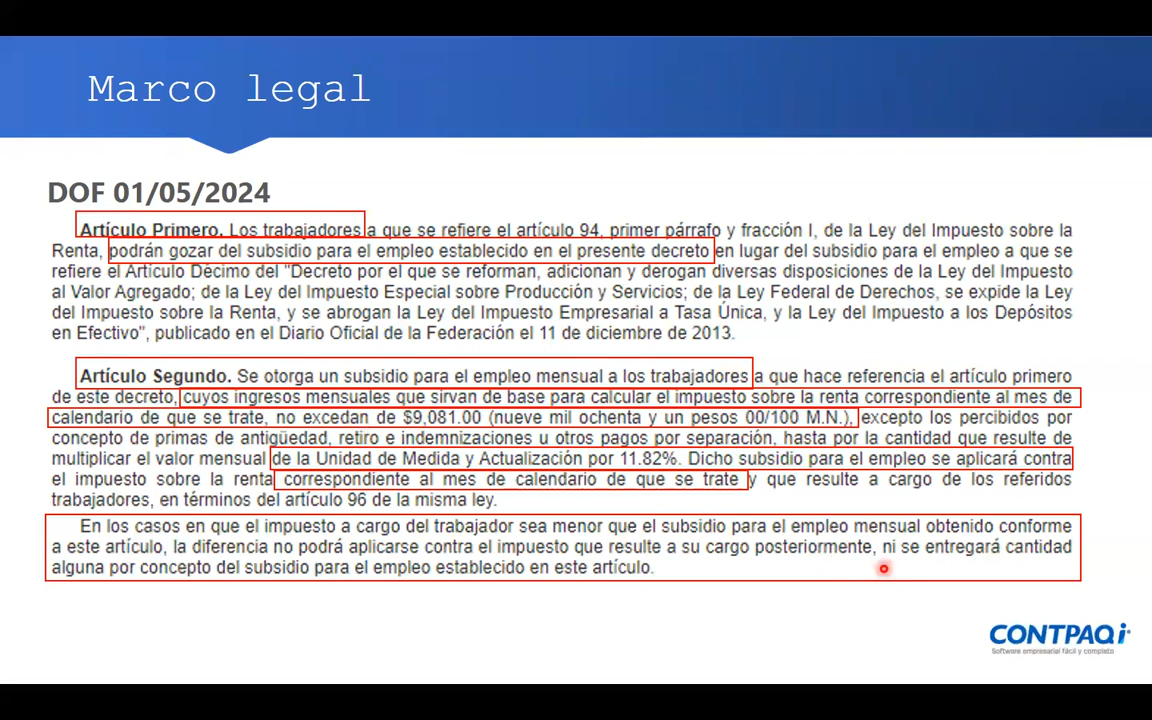 Marco legal
DOF 01/05/2024
Artículo Primero. Los trabajadores a que se refiere el artículo 94, primer párrafo y fracción I, de la Ley del Impuesto sobre la
Renta, podrán gozar del subsidio para el empleo establecido en el presente decreto en lugar del subsidio para el empleo a que se
refiere el Artículo Décimo del "Decreto por el que se reforman, adicionan y derogan diversas disposiciones de la Ley del Impuesto
al Valor Agregado; de la Ley del Impuesto Especial sobre Producción y Servicios; de la Ley Federal de Derechos, se expide la Ley
del Impuesto sobre la Renta, y se abrogan la Ley del Impuesto Empresarial a Tasa Única, y la Ley del Impuesto a los Depósitos
en Efectivo", publicado en el Diario Oficial de la Federación el 11 de diciembre de 2013.
Artículo Segundo. Se otorga un subsidio para el empleo mensual a los trabajadores a que hace referencia el artículo primero
de este decreto, cuyos ingresos mensuales que sirvan de base para calcular el impuesto sobre la renta correspondiente al mes de
calendario de que se trate, no excedan de $9,081.00 (nueve mil ochenta y un pesos 00/100 M.N.), excepto los percibidos por
concepto de primas de antigüedad, retiro e indemnizaciones u otros pagos por separación, hasta por la cantidad que resulte de
multiplicar el valor mensual de la Unidad de Medida y Actualización por 11.82%. Dicho subsidio para el empleo se aplicará contra
el impuesto sobre la renta correspondiente al mes de calendario de que se trate y que resulte a cargo de los referidos
trabajadores, en términos del artículo 96 de la misma ley.
En los casos en que el impuesto a cargo del trabajador sea menor que el subsidio para el empleo mensual obtenido conforme
a este artículo, la diferencia no podrá aplicarse contra el impuesto que resulte a su cargo posteriormente, ni se entregará cantidad
alguna por concepto del subsidio para el empleo establecido en este artículo.
CONTPAQi
Software empresarial fácil y completo